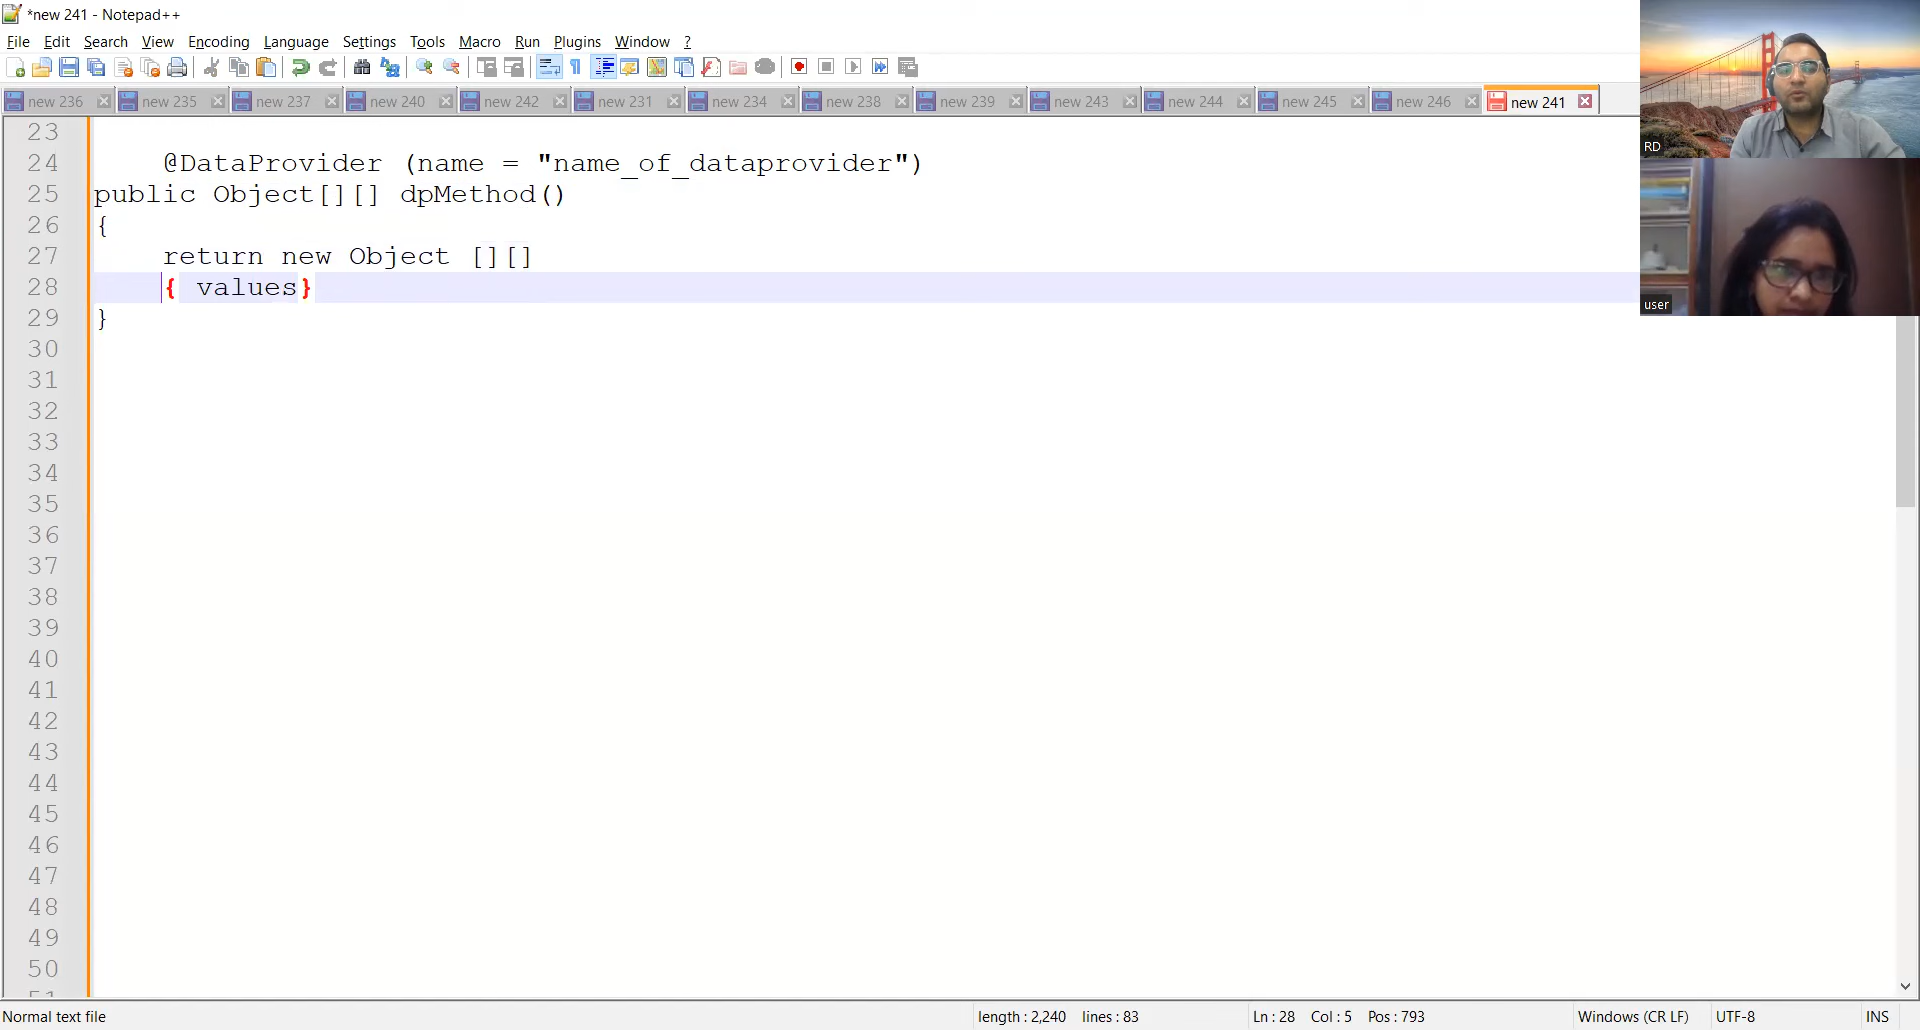 *new 241 - Notepad++
File Edit Search View Encoding Language Settings Tools Macro Run Plugins Window ?
new 236 new 235 new 237 new 240 new 242 new 231 new 234 new 238 new 239 new 243 new 244 new 245 new 246 new 241
23
24 @DataProvider (name = "name_of_dataprovider")
25 public Object[][] dpMethod()
26 {
27 return new Object [][]
28 { values}
29 }
30
31
32
33
34
35
36
37
38
39
40
41
42
43
44
45
46
47
48
49
50
51
RD
user
Normal text file length : 2,240 lines : 83 Ln : 28 Col : 5 Pos : 793 Windows (CR LF) UTF-8 INS